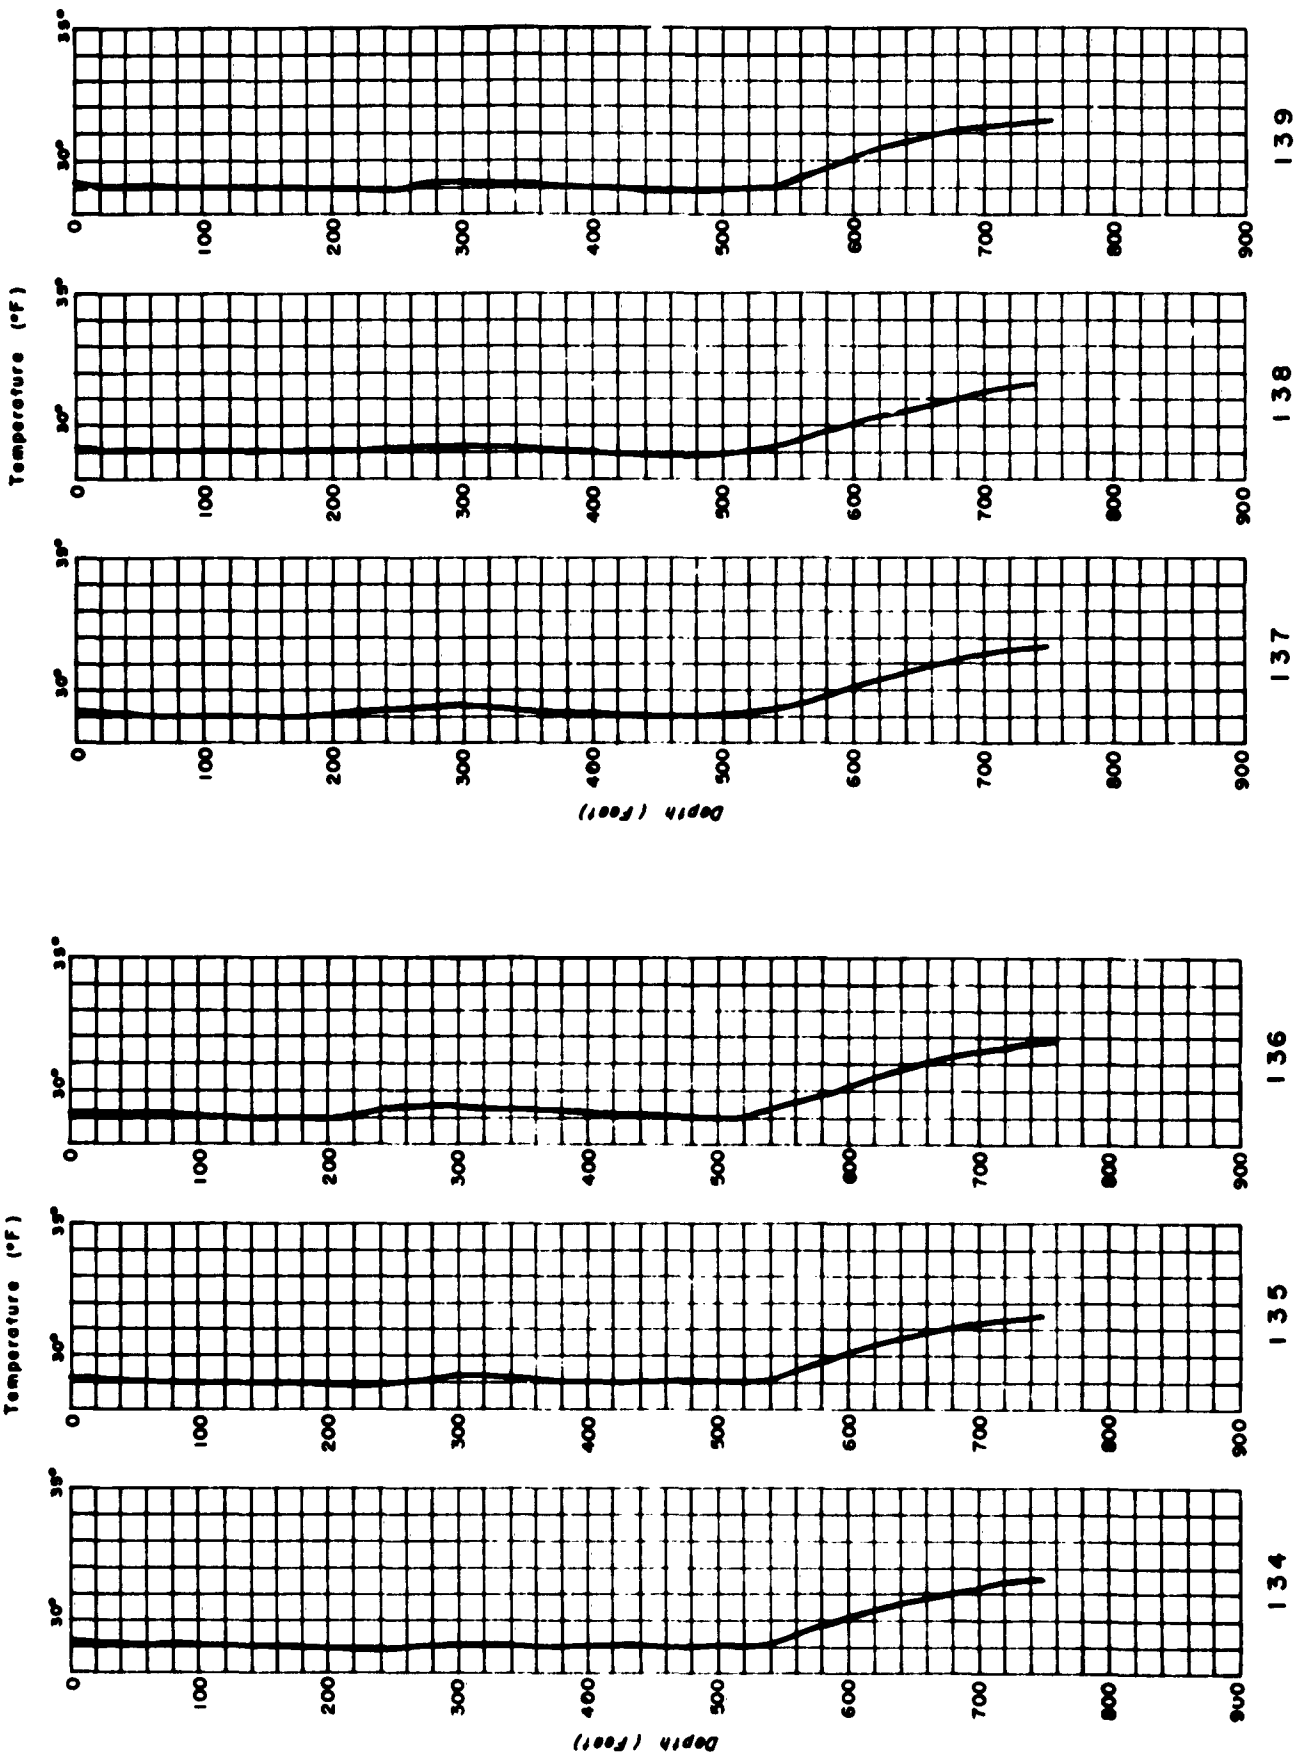 Temperature (°F)
Temperature (°F)
30° 35° 30° 35° 30° 35° 30° 35° 30° 35° 30° 35°
0 0 0 0 0 0
100 100 100 100 100 100
200 200 200 200 200 200
300 300 300 300 300 300
400 400 400 400 400 400
Depth (Feet)
Depth (Feet)
500 500 500 500 500 500
600 600 600 600 600 600
700 700 700 700 700 700
800 800 800 800 800 800
900 900 900 900 900 900
134 135 136 137 138 139